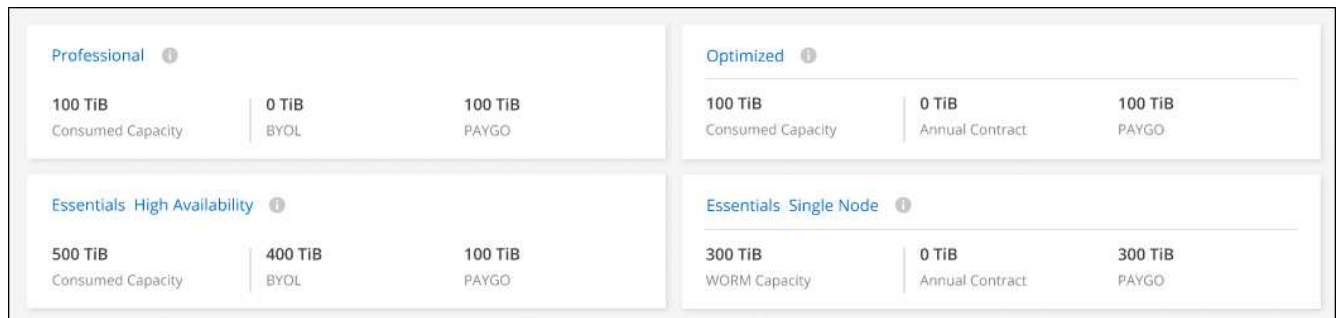 Professional
100 TiB 0 TiB 100 TiB
Consumed Capacity BYOL PAYGO
Optimized
100 TiB 0 TiB 100 TiB
Consumed Capacity Annual Contract PAYGO
Essentials High Availability
500 TiB 400 TiB 100 TiB
Consumed Capacity BYOL PAYGO
Essentials Single Node
300 TiB 0 TiB 300 TiB
WORM Capacity Annual Contract PAYGO